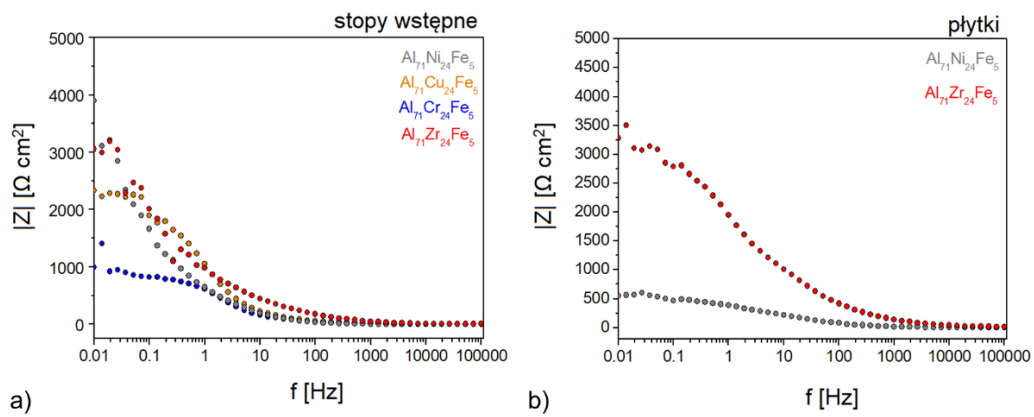 stopy wstępne
5000
4000
3000
2000
1000
0
|Z| [Ω cm²]
Al₇₁Ni₂₄Fe₅
Al₇₁Cu₂₄Fe₅
Al₇₁Cr₂₄Fe₅
Al₇₁Zr₂₄Fe₅
0.01 0.1 1 10 100 1000 10000 100000
f [Hz]
a)
płytki
5000
4500
4000
3500
3000
2500
2000
1500
1000
500
0
|Z| [Ω cm²]
Al₇₁Ni₂₄Fe₅
Al₇₁Zr₂₄Fe₅
0.01 0.1 1 10 100 1000 10000 100000
f [Hz]
b)